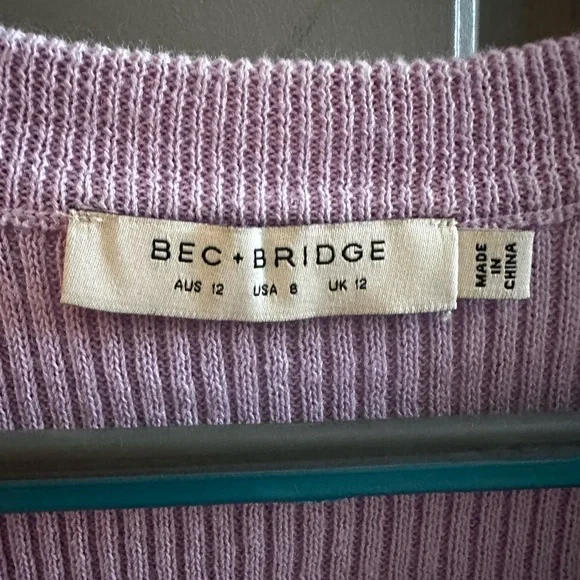 BEC + BRIDGE
AUS 12 USA 8 UK 12
MADE
IN
CHINA